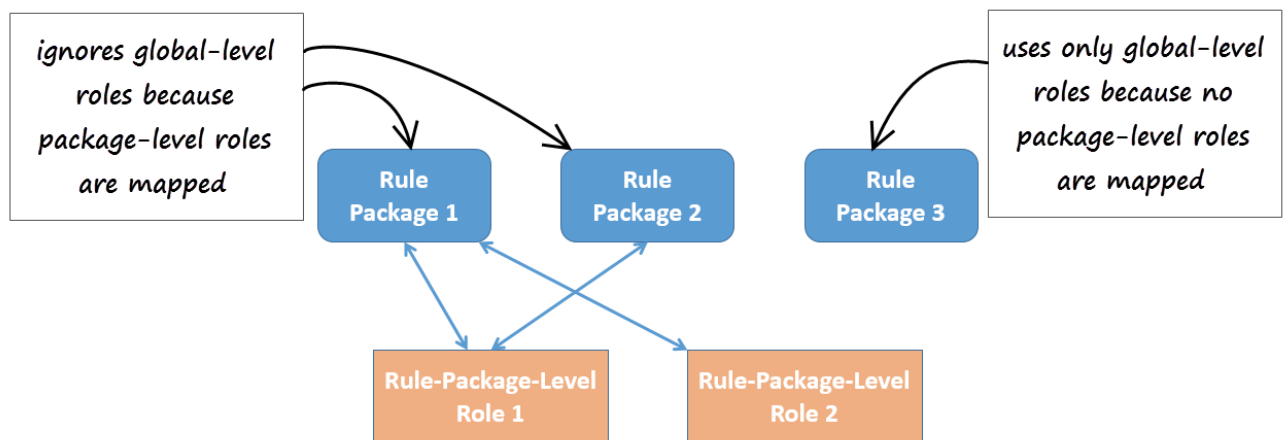 ignores global-level
roles because
package-level roles
are mapped
uses only global-level
roles because no
package-level roles
are mapped
Rule
Package 1
Rule
Package 2
Rule
Package 3
Rule-Package-Level
Role 1
Rule-Package-Level
Role 2